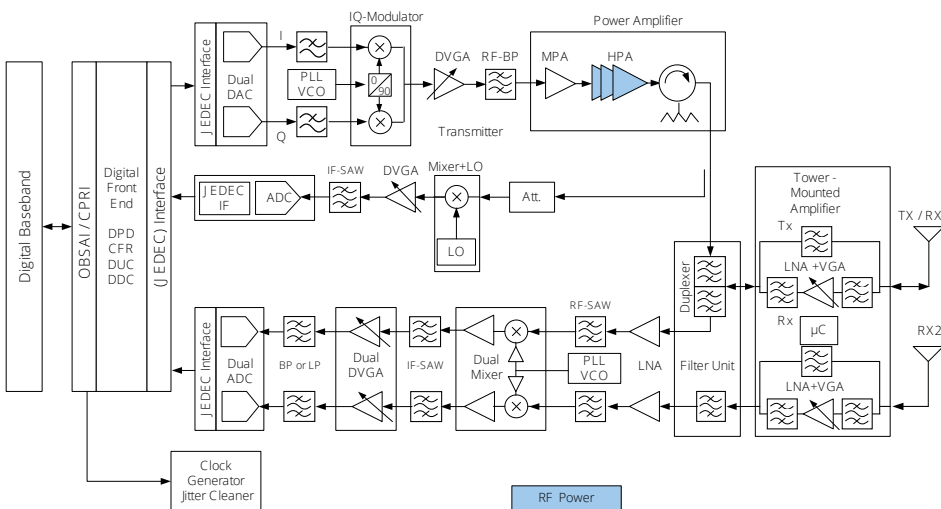 IQ-Modulator
Power Amplifier
JEDEC Interface
Dual
DAC
I
Q
PLL
VCO
0
90
DVGA
RF-BP
MPA
HPA
Transmitter
Digital Baseband
OBSAI / CPRI
Digital
Front
End
DPD
CFR
DUC
DDC
(JEDEC) Interface
JEDEC
IF
ADC
IF-SAW
DVGA
Mixer+LO
LO
Att.
Tower -
Mounted
Amplifier
Tx
LNA +VGA
Rx
µC
LNA+VGA
TX / RX
RX2
Duplexer
Filter Unit
JEDEC Interface
Dual
ADC
BP or LP
Dual
DVGA
IF-SAW
Dual
Mixer
RF-SAW
PLL
VCO
LNA
Clock
Generator
Jitter Cleaner
RF Power